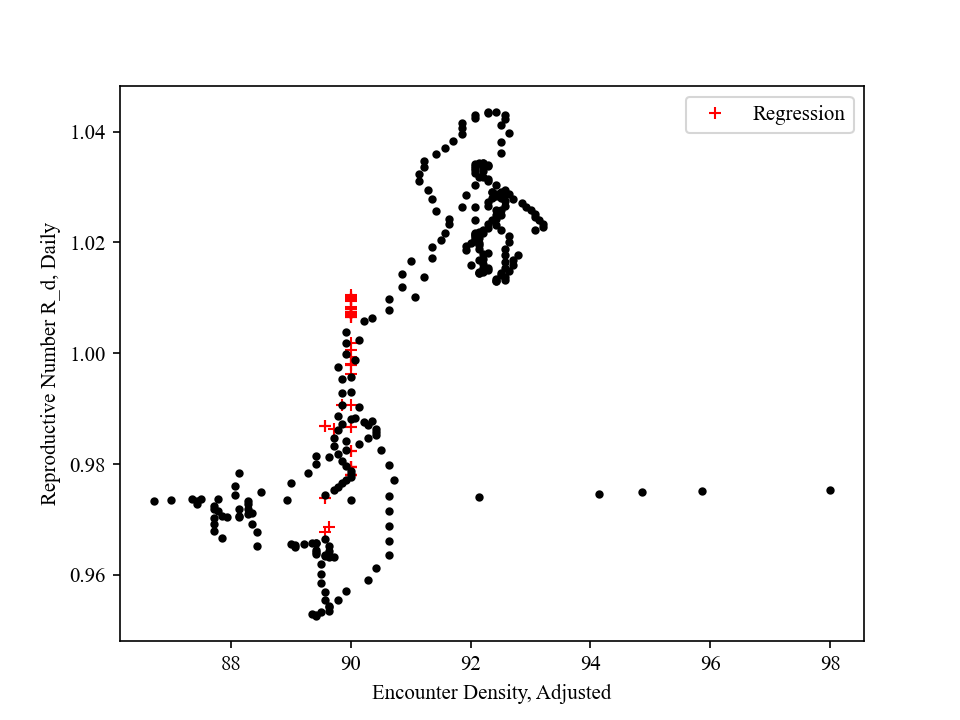 Regression
1.04
1.02
1.00
0.98
0.96
Reproductive Number R_d, Daily
88 90 92 94 96 98
Encounter Density, Adjusted